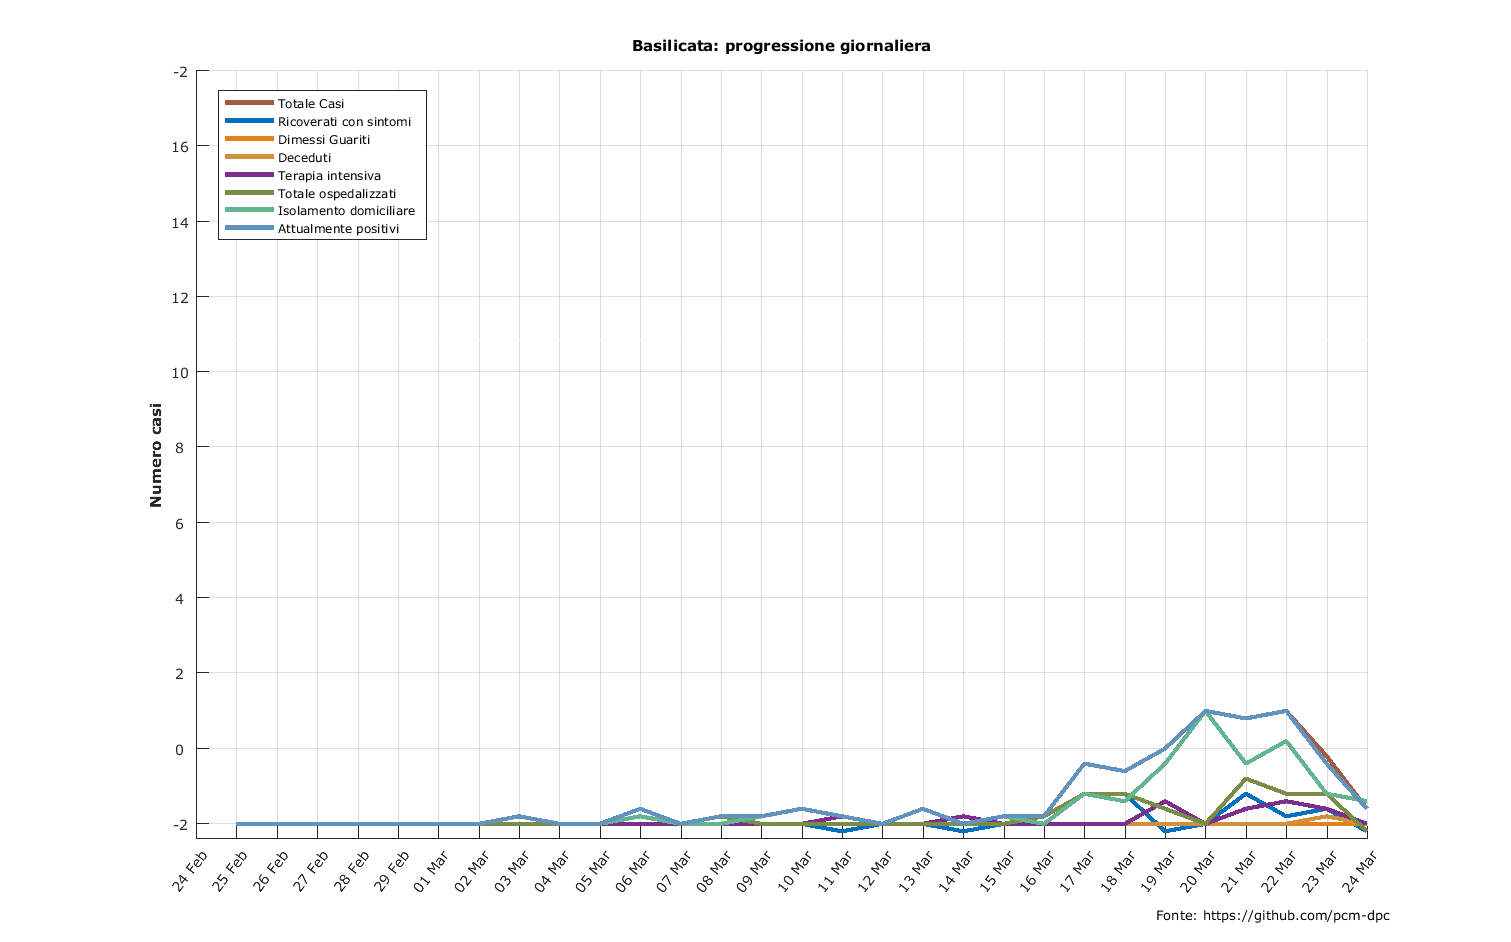 Basilicata: progressione giornaliera
-2
16
14
12
10
8
6
4
2
0
-2
Numero casi
Totale Casi
Ricoverati con sintomi
Dimessi Guariti
Deceduti
Terapia intensiva
Totale ospedalizzati
Isolamento domiciliare
Attualmente positivi
24 Feb
25 Feb
26 Feb
27 Feb
28 Feb
29 Feb
01 Mar
02 Mar
03 Mar
04 Mar
05 Mar
06 Mar
07 Mar
08 Mar
09 Mar
10 Mar
11 Mar
12 Mar
13 Mar
14 Mar
15 Mar
16 Mar
17 Mar
18 Mar
19 Mar
20 Mar
21 Mar
22 Mar
23 Mar
24 Mar
Fonte: https://github.com/pcm-dpc